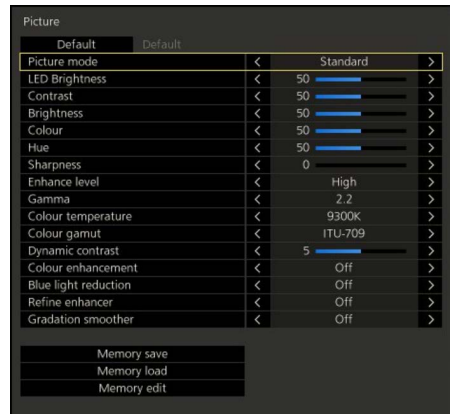 Picture
Default Default
Picture mode < Standard >
LED Brightness < 50 >
Contrast < 50 >
Brightness < 50 >
Colour < 50 >
Hue < 50 >
Sharpness < 0 >
Enhance level < High >
Gamma < 2.2 >
Colour temperature < 9300K >
Colour gamut < ITU-709 >
Dynamic contrast < 5 >
Colour enhancement < Off >
Blue light reduction < Off >
Refine enhancer < Off >
Gradation smoother < Off >
Memory save
Memory load
Memory edit